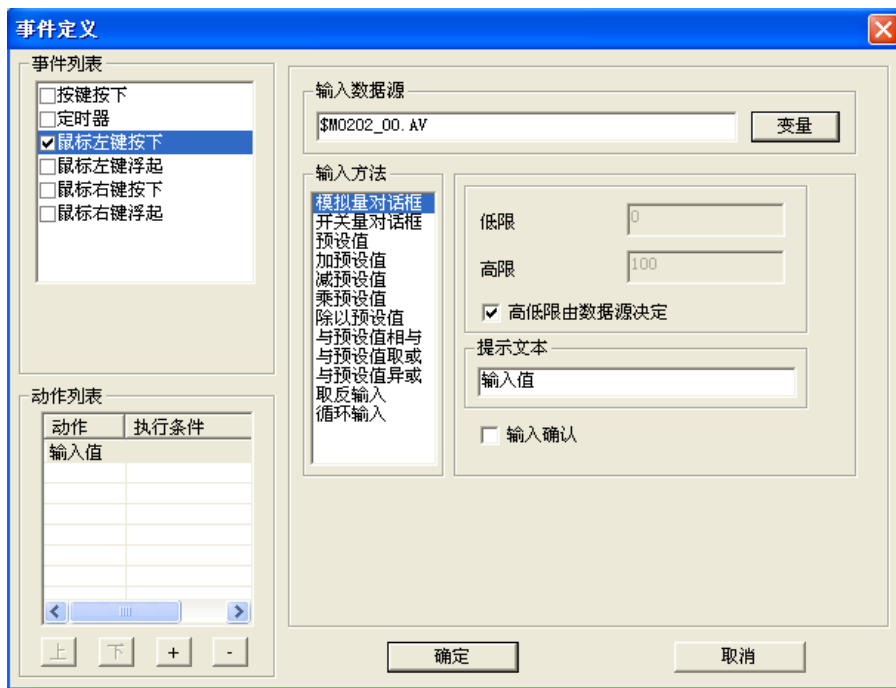 事件定义
事件列表
按键按下
定时器
鼠标左键按下
鼠标左键浮起
鼠标右键按下
鼠标右键浮起
动作列表
动作 执行条件
输入值
上 下 + -
输入数据源
$M0202_00.AV 变量
输入方法
模拟量对话框
开关量对话框
预设值
加预设值
减预设值
乘预设值
除以预设值
与预设值相与
与预设值取或
与预设值异或
取反输入
循环输入
低限 0
高限 100
高低限由数据源决定
提示文本
输入值
输入确认
确定 取消